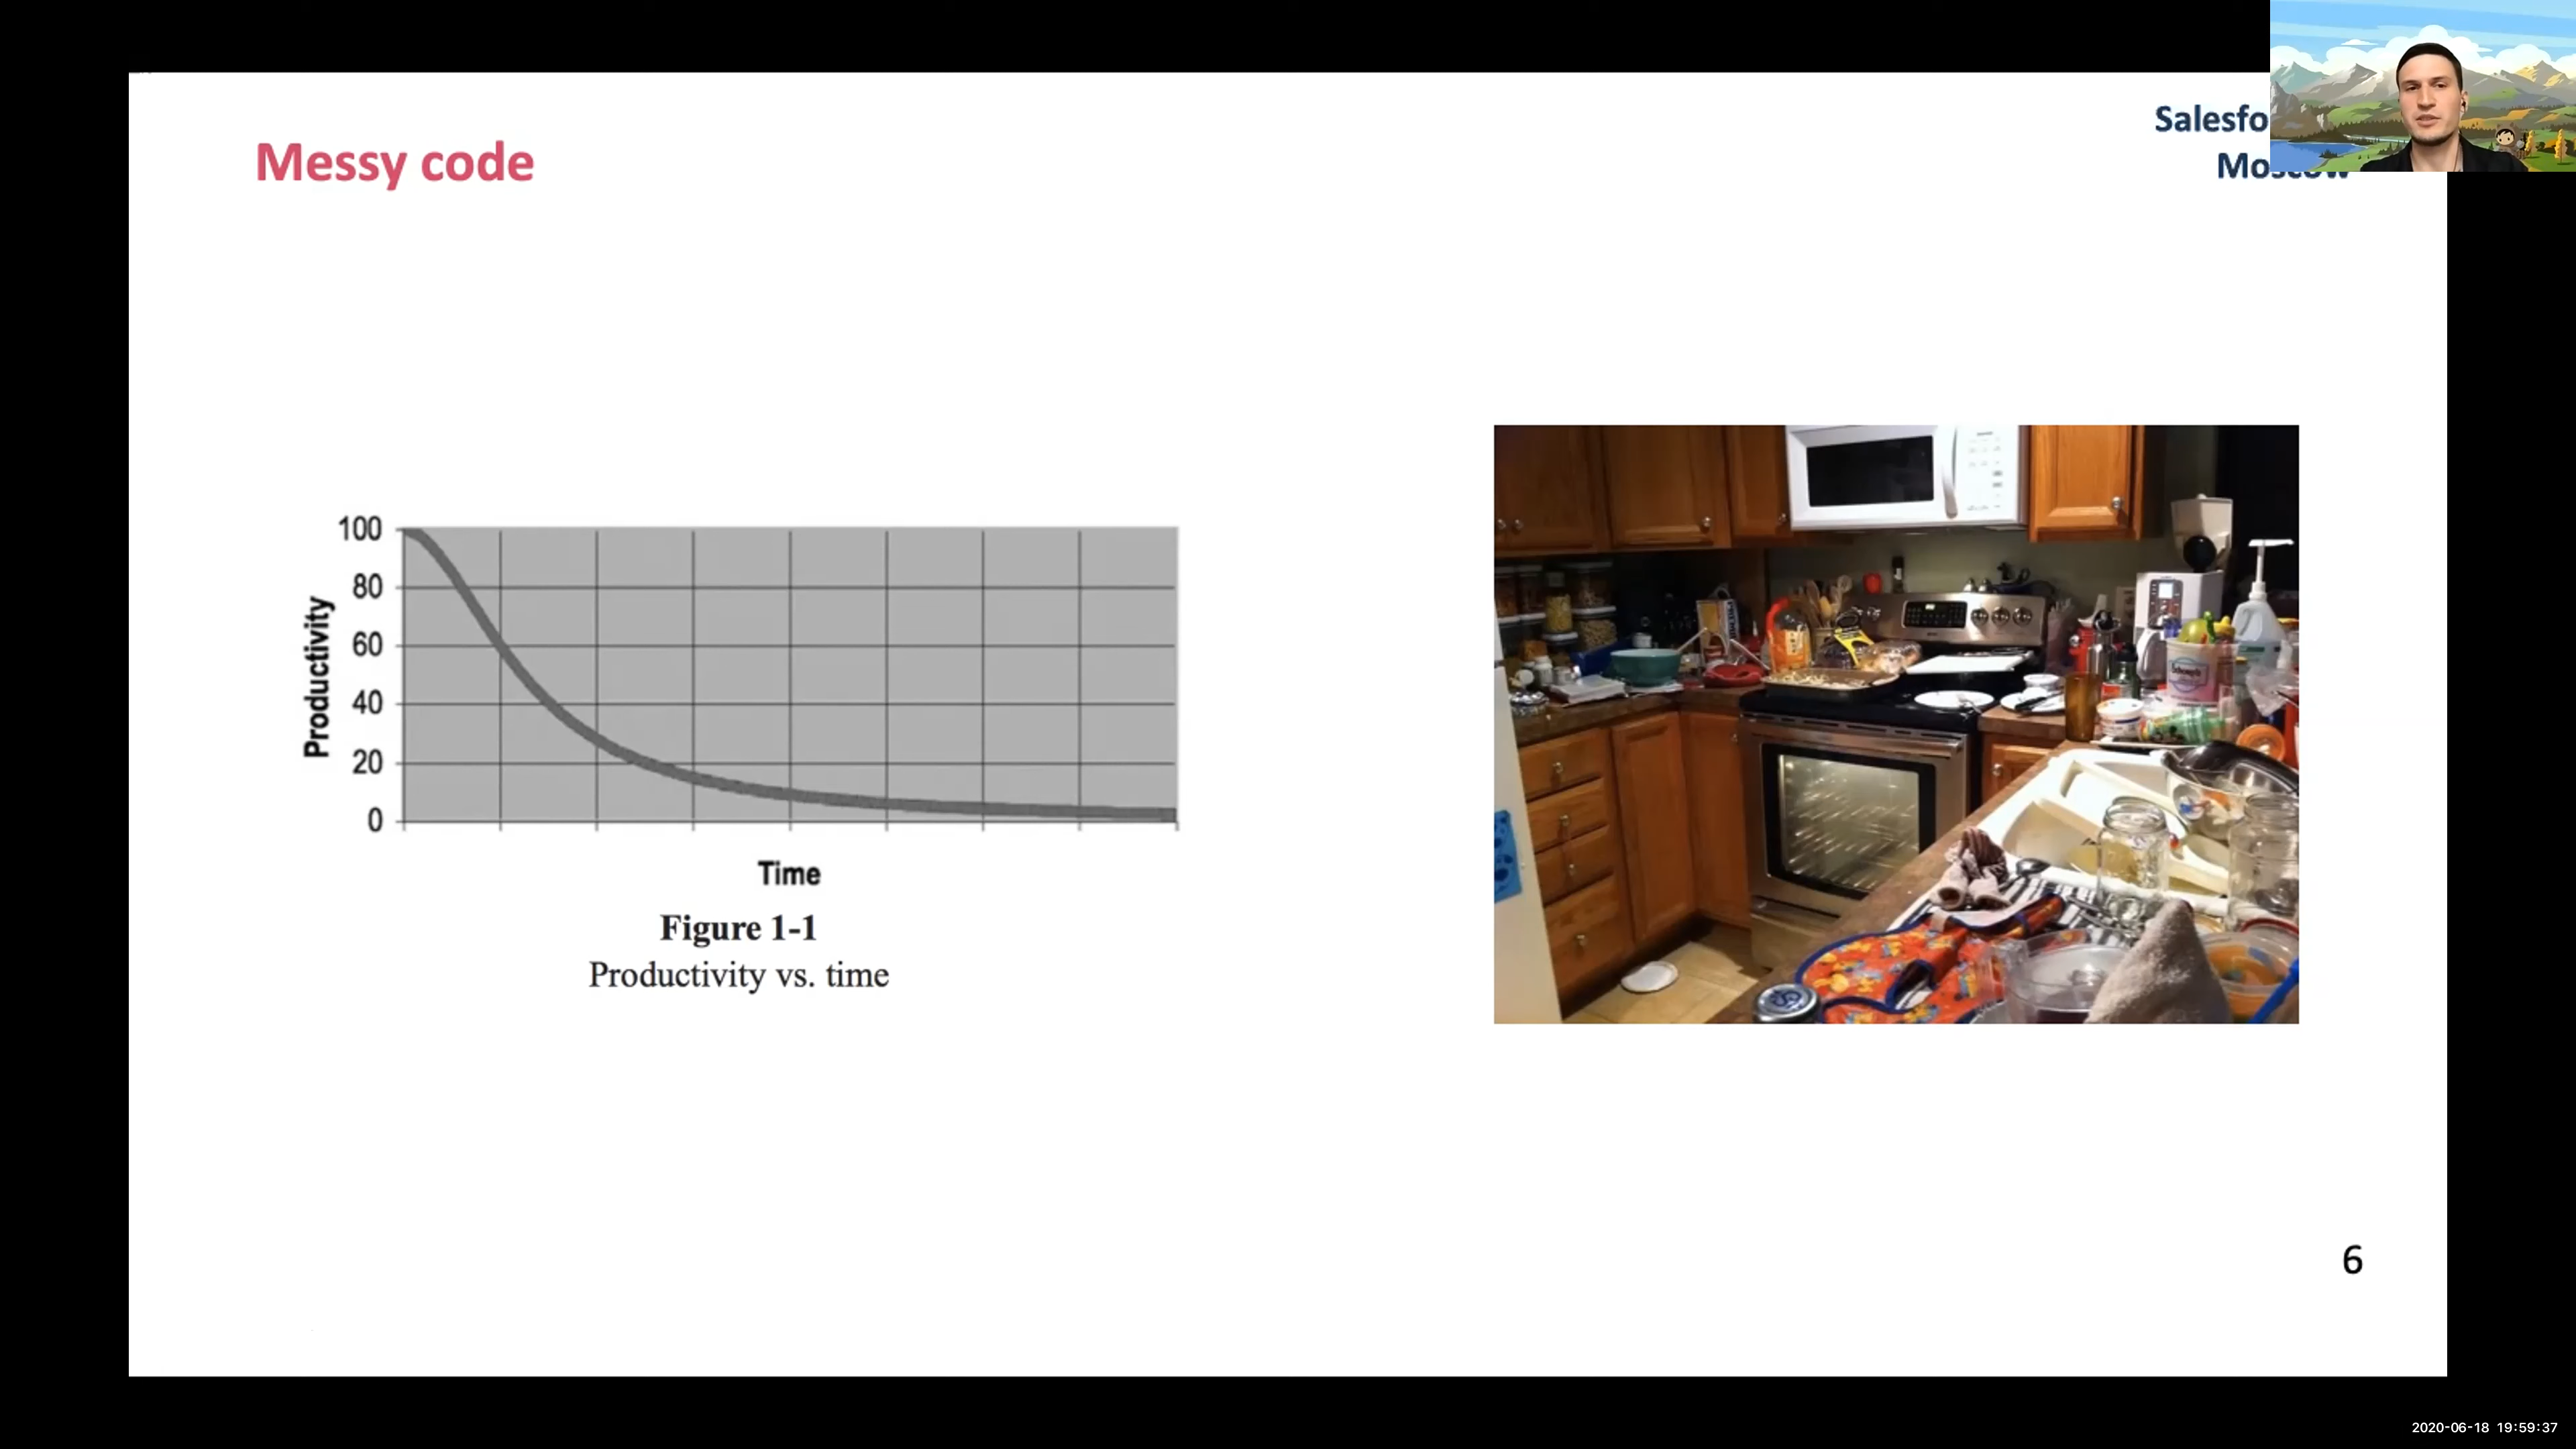 Messy code
Salesfo
Moscow
100
80
60
40
20
0
Productivity
Time
Figure 1-1
Productivity vs. time
6
2020-06-18 19:59:37